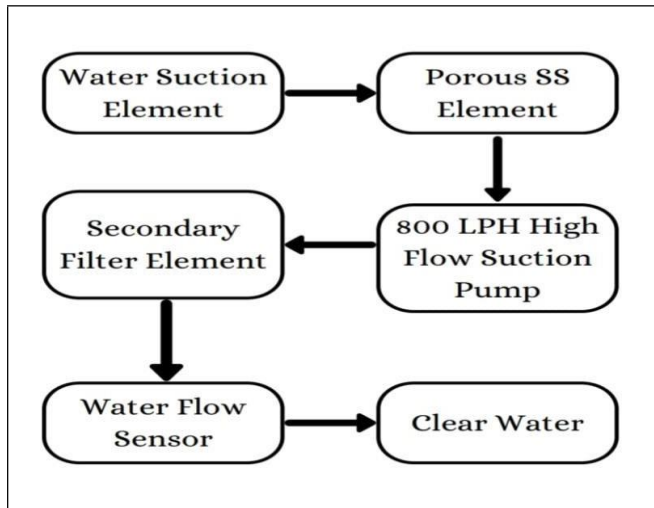 Water Suction
Element
Porous SS
Element
800 LPH High
Flow Suction
Pump
Secondary
Filter Element
Water Flow
Sensor
Clear Water